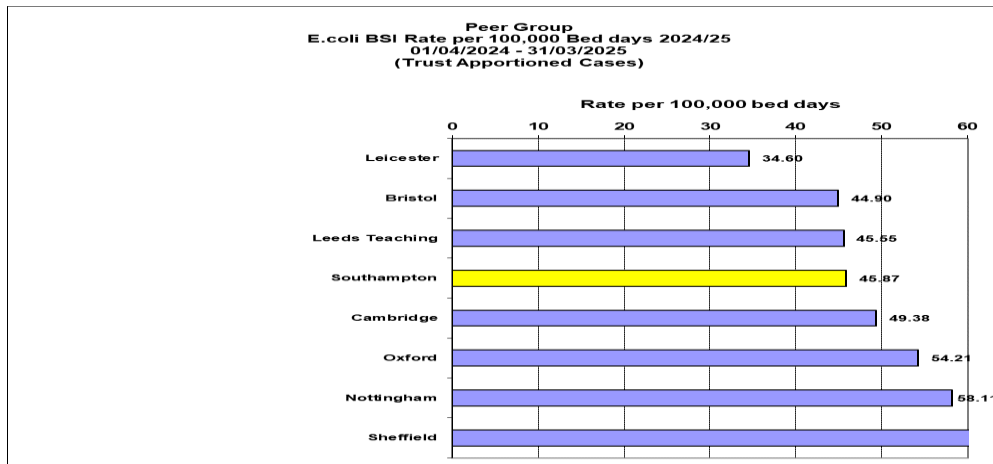 Peer Group
E.coli BSI Rate per 100,000 Bed days 2024/25
01/04/2024 - 31/03/2025
(Trust Apportioned Cases)
Rate per 100,000 bed days
0 10 20 30 40 50 60
Leicester 34.60
Bristol 44.90
Leeds Teaching 45.55
Southampton 45.87
Cambridge 49.38
Oxford 54.21
Nottingham 58.11
Sheffield